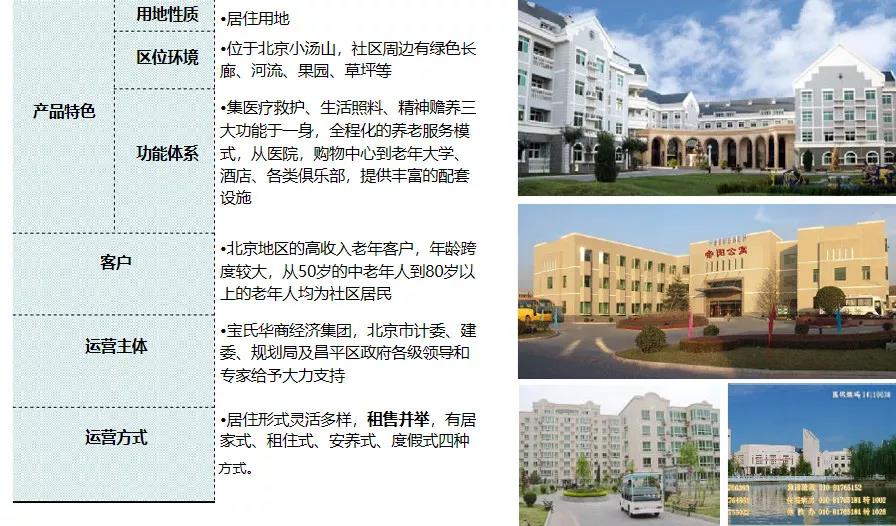 用地性质
•居住用地
区位环境
•位于北京小汤山，社区周边有绿色长
廊、河流、果园、草坪等
产品特色
功能体系
•集医疗救护、生活照料、精神赡养三
大功能于一身，全程化的养老服务模
式，从医院，购物中心到老年大学、
酒店、各类俱乐部，提供丰富的配套
设施
客户
•北京地区的高收入老年客户，年龄跨
度较大，从50岁的中老年人到80岁以
上的老年人均为社区居民
运营主体
•宝氏华商经济集团，北京市计委、建
委、规划局及昌平区政府各级领导和
专家给予大力支持
运营方式
•居住形式灵活多样，租售并举，有居
家式、租住式、安养式、度假式四种
方式。
公寓
010-81765152
010-81765181 转 1002
010-81765181 转 1028